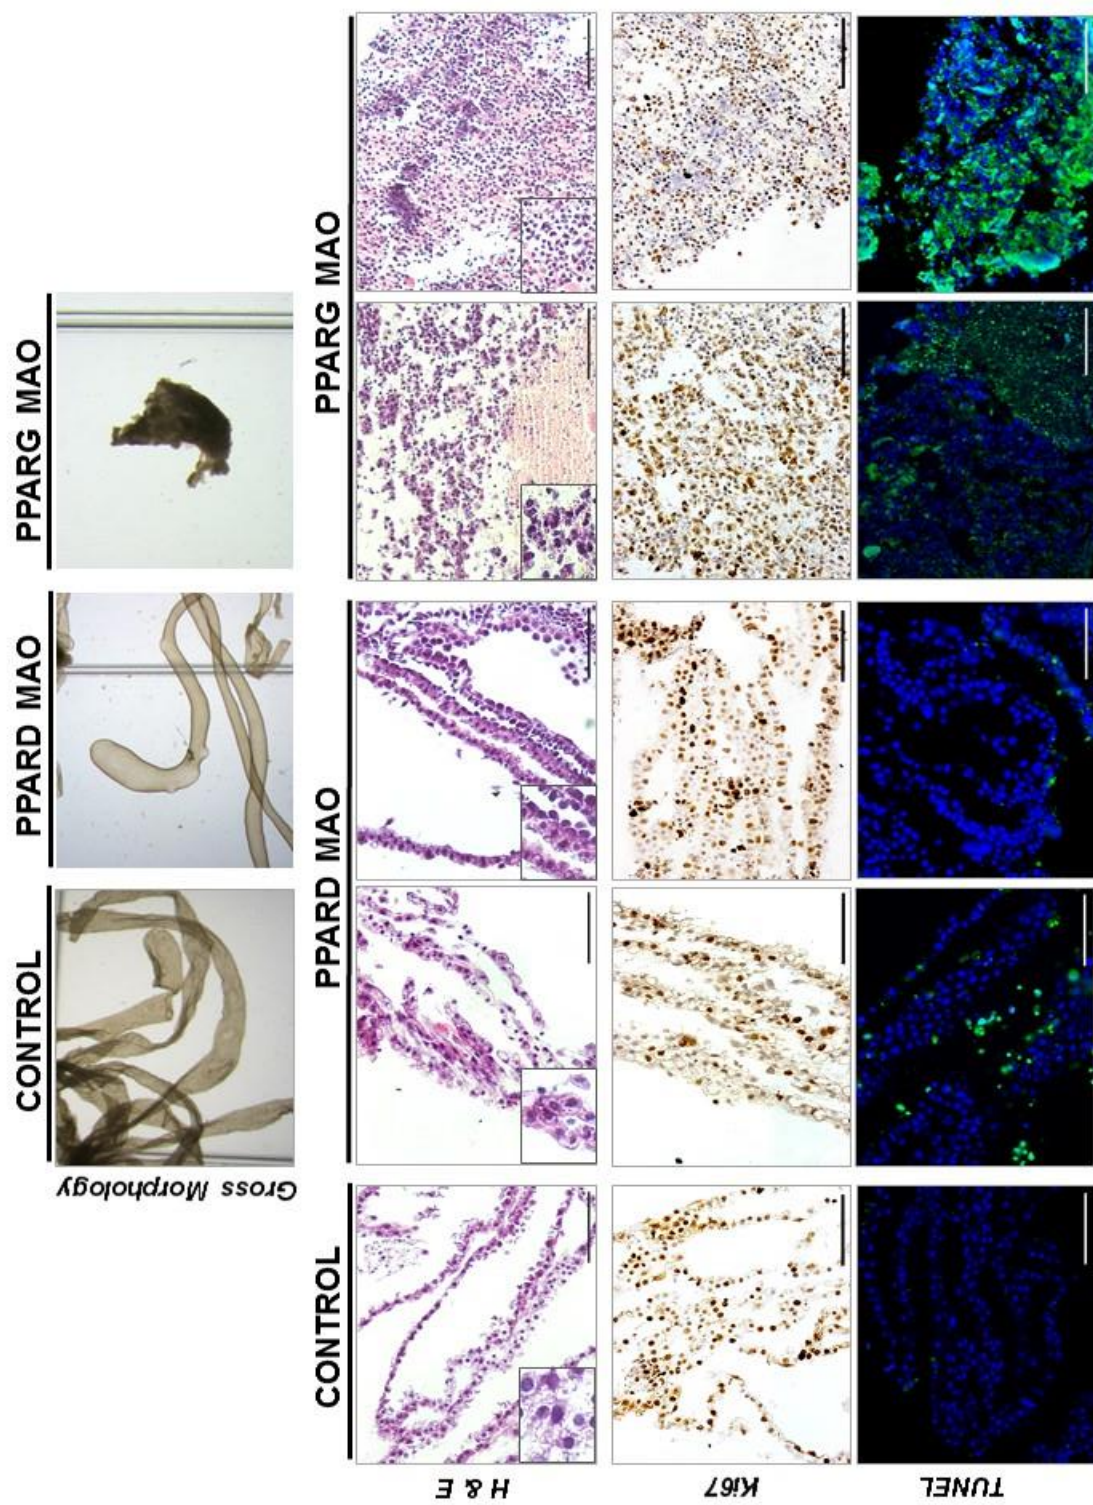 CONTROL
PPARD MAO
PPARG MAO
Gross Morphology
CONTROL
PPARD MAO
PPARG MAO
H & E
Ki67
TUNEL